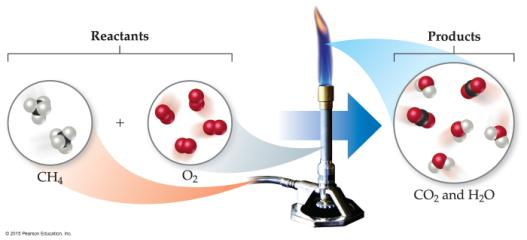 Reactants
Products
+
CH₄
O₂
CO₂ and H₂O
© 2015 Pearson Education, Inc.